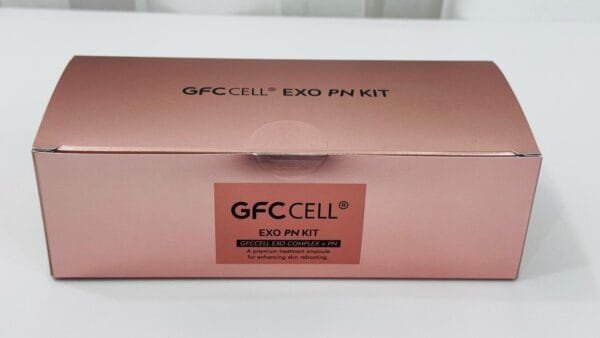 GFCCELL® EXO PN KIT
GFCCELL®
EXO PN KIT
GFCCELL EXO COMPLEX + PN
A premium treatment ampoule
for enhancing skin rebooting.